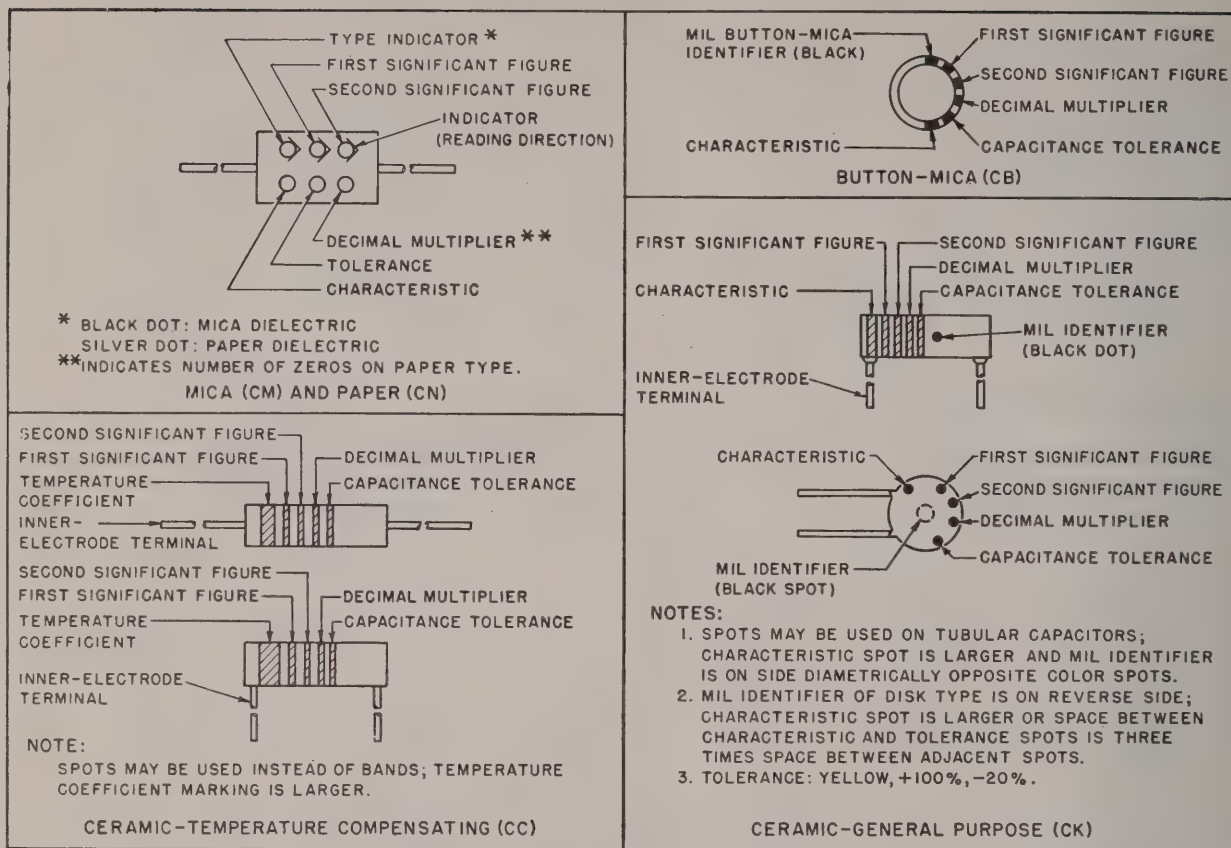 TYPE INDICATOR *
FIRST SIGNIFICANT FIGURE
SECOND SIGNIFICANT FIGURE
INDICATOR
(READING DIRECTION)
DECIMAL MULTIPLIER **
TOLERANCE
CHARACTERISTIC
* BLACK DOT: MICA DIELECTRIC
SILVER DOT: PAPER DIELECTRIC
** INDICATES NUMBER OF ZEROS ON PAPER TYPE.
MICA (CM) AND PAPER (CN)
MIL BUTTON-MICA
IDENTIFIER (BLACK)
FIRST SIGNIFICANT FIGURE
SECOND SIGNIFICANT FIGURE
DECIMAL MULTIPLIER
CHARACTERISTIC
CAPACITANCE TOLERANCE
BUTTON-MICA (CB)
SECOND SIGNIFICANT FIGURE
FIRST SIGNIFICANT FIGURE
DECIMAL MULTIPLIER
TEMPERATURE
COEFFICIENT
CAPACITANCE TOLERANCE
INNER-
ELECTRODE TERMINAL
SECOND SIGNIFICANT FIGURE
FIRST SIGNIFICANT FIGURE
DECIMAL MULTIPLIER
TEMPERATURE
COEFFICIENT
CAPACITANCE TOLERANCE
INNER-ELECTRODE
TERMINAL
NOTE:
SPOTS MAY BE USED INSTEAD OF BANDS; TEMPERATURE
COEFFICIENT MARKING IS LARGER.
CERAMIC-TEMPERATURE COMPENSATING (CC)
FIRST SIGNIFICANT FIGURE
SECOND SIGNIFICANT FIGURE
DECIMAL MULTIPLIER
CHARACTERISTIC
CAPACITANCE TOLERANCE
MIL IDENTIFIER
(BLACK DOT)
INNER-ELECTRODE
TERMINAL
CHARACTERISTIC
FIRST SIGNIFICANT FIGURE
SECOND SIGNIFICANT FIGURE
DECIMAL MULTIPLIER
CAPACITANCE TOLERANCE
MIL IDENTIFIER
(BLACK SPOT)
NOTES:
1. SPOTS MAY BE USED ON TUBULAR CAPACITORS;
CHARACTERISTIC SPOT IS LARGER AND MIL IDENTIFIER
IS ON SIDE DIAMETRICALLY OPPOSITE COLOR SPOTS.
2. MIL IDENTIFIER OF DISK TYPE IS ON REVERSE SIDE;
CHARACTERISTIC SPOT IS LARGER OR SPACE BETWEEN
CHARACTERISTIC AND TOLERANCE SPOTS IS THREE
TIMES SPACE BETWEEN ADJACENT SPOTS.
3. TOLERANCE: YELLOW, +100%, -20%.
CERAMIC-GENERAL PURPOSE (CK)